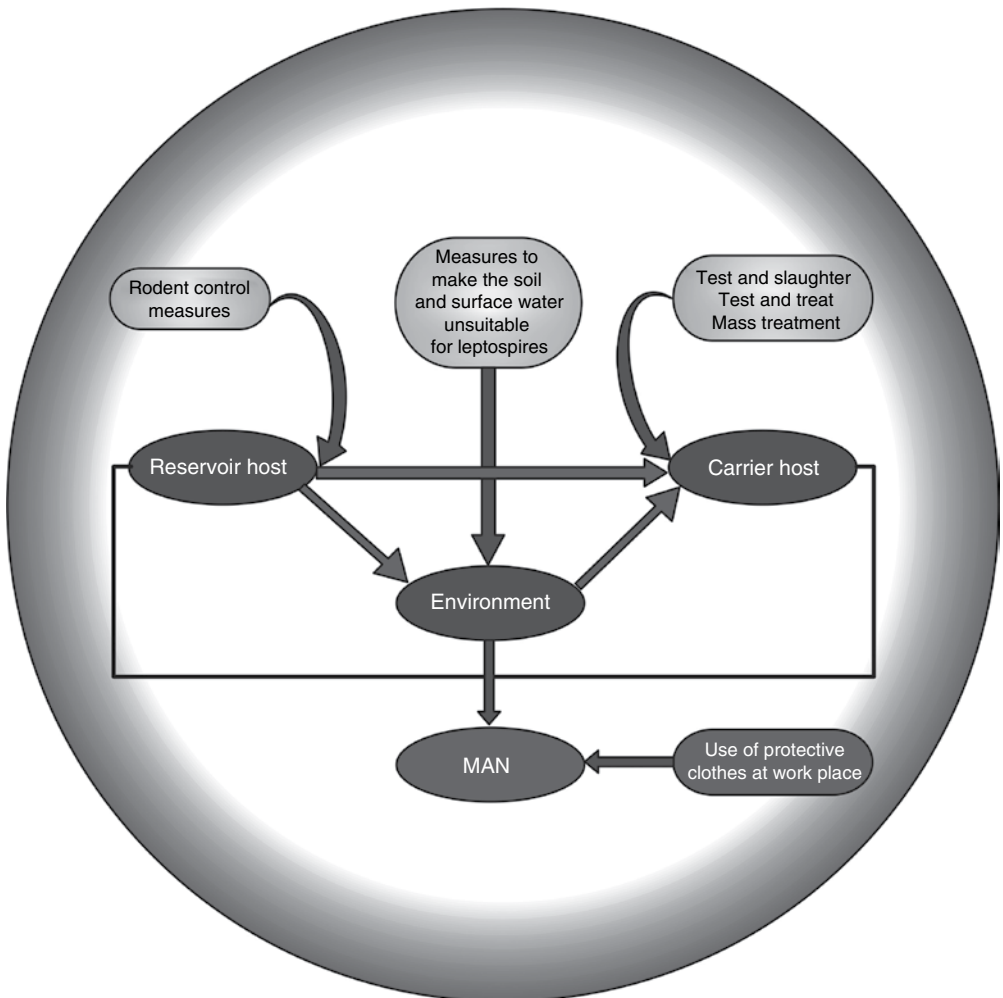 Rodent control
measures
Measures to
make the soil
and surface water
unsuitable
for leptospires
Test and slaughter
Test and treat
Mass treatment
Reservoir host
Carrier host
Environment
MAN
Use of protective
clothes at work place